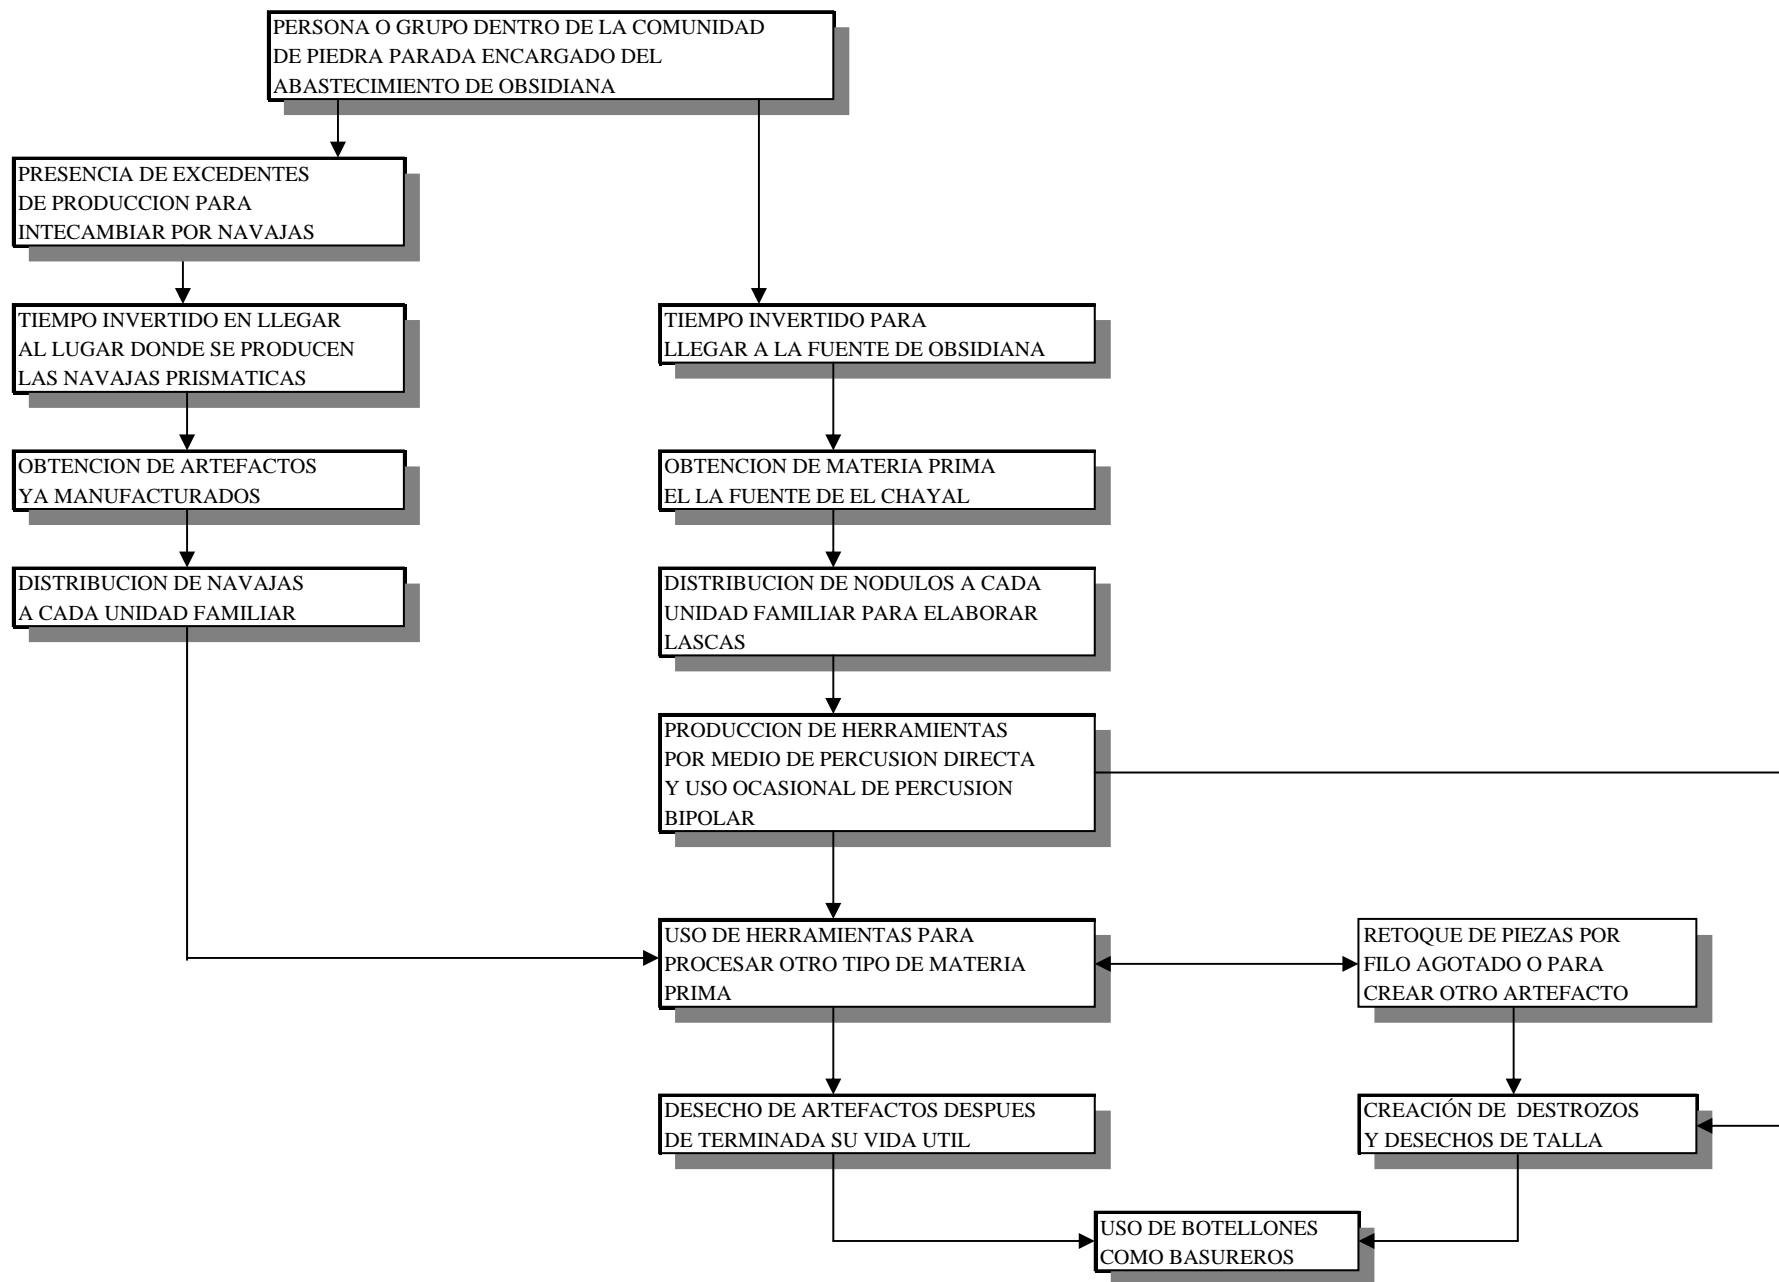 PERSONA O GRUPO DENTRO DE LA COMUNIDAD
DE PIEDRA PARADA ENCARGADO DEL
ABASTECIMIENTO DE OBSIDIANA
PRESENCIA DE EXCEDENTES
DE PRODUCCION PARA
INTECAMBIAR POR NAVAJAS
TIEMPO INVERTIDO EN LLEGAR
AL LUGAR DONDE SE PRODUCEN
LAS NAVAJAS PRISMATICAS
TIEMPO INVERTIDO PARA
LLEGAR A LA FUENTE DE OBSIDIANA
OBTENCION DE ARTEFACTOS
YA MANUFACTURADOS
OBTENCION DE MATERIA PRIMA
EL LA FUENTE DE EL CHAYAL
DISTRIBUCION DE NAVAJAS
A CADA UNIDAD FAMILIAR
DISTRIBUCION DE NODULOS A CADA
UNIDAD FAMILIAR PARA ELABORAR
LASCAS
PRODUCCION DE HERRAMIENTAS
POR MEDIO DE PERCUSION DIRECTA
Y USO OCASIONAL DE PERCUSION
BIPOLAR
USO DE HERRAMIENTAS PARA
PROCESAR OTRO TIPO DE MATERIA
PRIMA
RETOQUE DE PIEZAS POR
FILO AGOTADO O PARA
CREAR OTRO ARTEFACTO
DESECHO DE ARTEFACTOS DESPUES
DE TERMINADA SU VIDA UTIL
CREACIÓN DE  DESTROZOS
Y DESECHOS DE TALLA
USO DE BOTELLONES
COMO BASUREROS